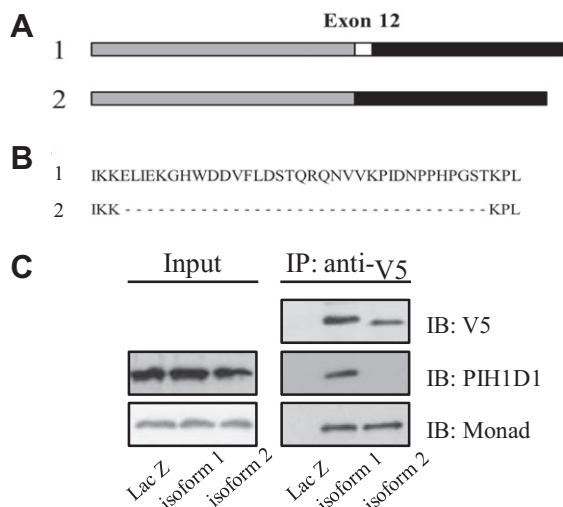 Exon 12
A
1
2
B
1 IKKELIEKGHWDDVFLDSTQRQNVVKPIDNPPHPGSTKPL
2 IKK- - - - - - - - - - - - - - - - - - - - - - - - - - - - - - - - - -KPL
C
Input IP: anti-V5
IB: V5
IB: PIH1D1
IB: Monad
Lac Z isoform 1 isoform 2 Lac Z isoform 1 isoform 2